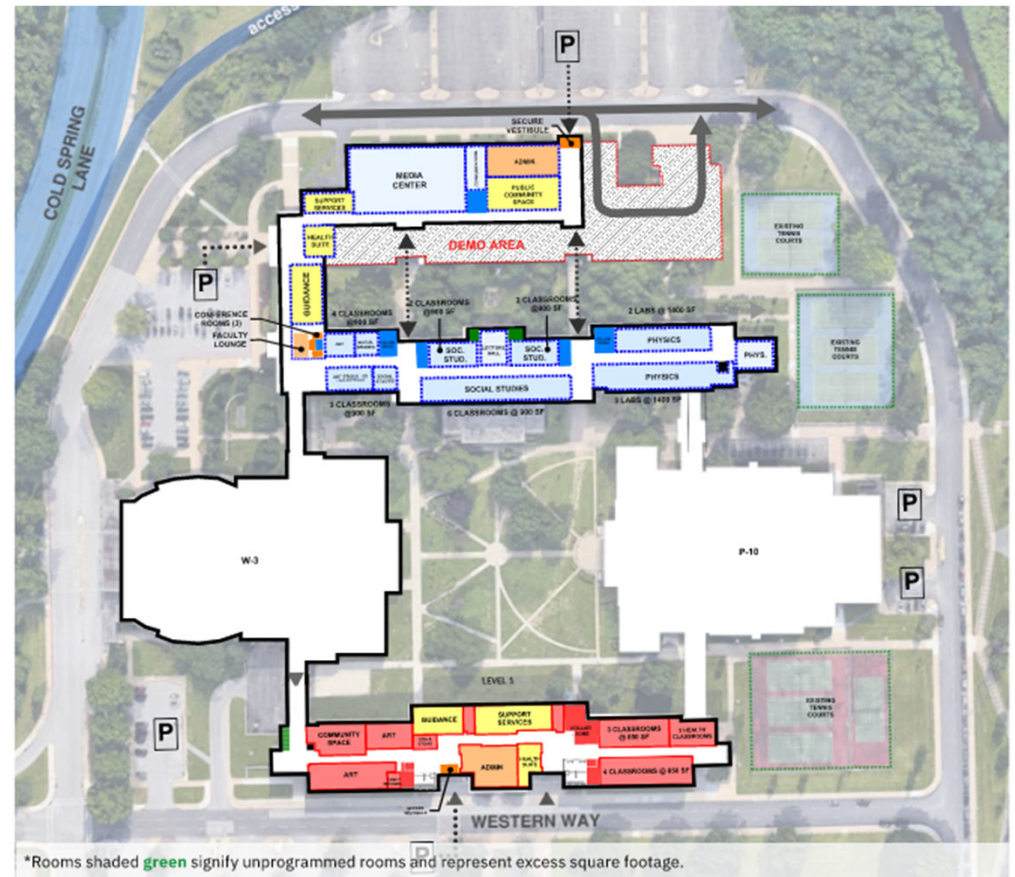 access
COLD SPRING
LANE
P
SECURE
VESTIBULE
MEDIA
CENTER
ADMIN
PUBLIC
COMMUNITY
SPACE
SUPPORT
SERVICES
HEALTH
SUITE
DEMO AREA
EXISTING
TENNIS
COURTS
P
GUIDANCE
CONFERENCE
ROOMS (3)
FACULTY
LOUNGE
4 CLASSROOMS
@900 SF
2 CLASSROOMS
@900 SF
2 CLASSROOMS
@900 SF
2 LABS @ 1400 SF
ART
SOC.
STUD.
LECTURE
HALL
SOC.
STUD.
PHYSICS
PHYS.
EXISTING
TENNIS
COURTS
SOCIAL STUDIES
PHYSICS
3 CLASSROOMS
@900 SF
6 CLASSROOMS @ 900 SF
3 LABS @ 1400 SF
W-3
P-10
P
P
LEVEL 1
P
COMMUNITY
SPACE
ART
GUIDANCE
SUPPORT
SERVICES
3 CLASSROOMS
@ 850 SF
EXISTING
TENNIS
COURTS
ART
ADMIN
HEALTH
SUITE
4 CLASSROOMS @ 850 SF
WESTERN WAY
P
*Rooms shaded green signify unprogrammed rooms and represent excess square footage.